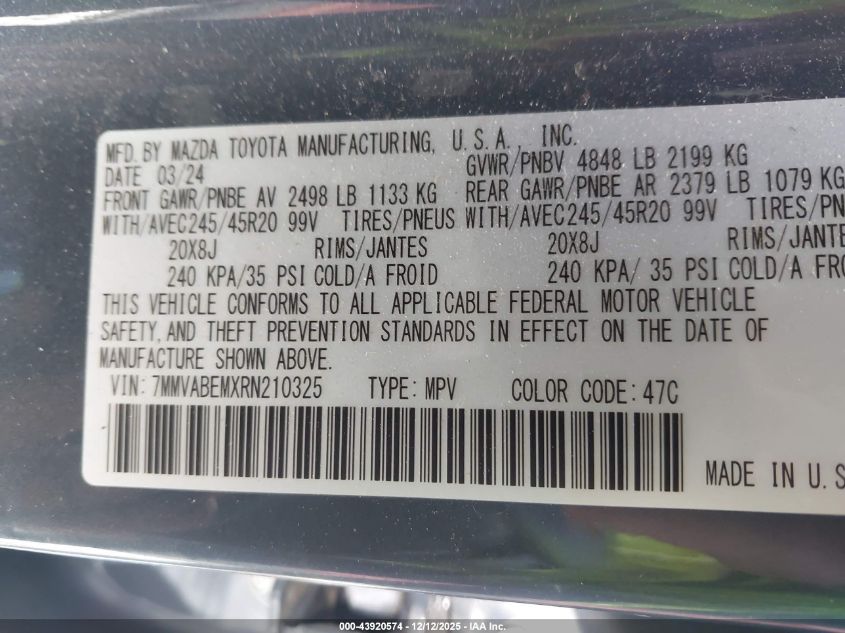 MFD. BY MAZDA TOYOTA MANUFACTURING, U.S.A., INC.
DATE 03/24 GVWR/PNBV 4848 LB 2199 KG
FRONT GAWR/PNBE AV 2498 LB 1133 KG REAR GAWR/PNBE AR 2379 LB 1079 KG
WITH/AVEC245/45R20 99V TIRES/PNEUS WITH/AVEC245/45R20 99V TIRES/PN
20X8J RIMS/JANTES 20X8J RIMS/JANTE
240 KPA/35 PSI COLD/A FROID 240 KPA/ 35 PSI COLD/A FRO
THIS VEHICLE CONFORMS TO ALL APPLICABLE FEDERAL MOTOR VEHICLE
SAFETY, AND THEFT PREVENTION STANDARDS IN EFFECT ON THE DATE OF
MANUFACTURE SHOWN ABOVE.
VIN: 7MMVABEMXRN210325 TYPE: MPV COLOR CODE: 47C
MADE IN U.S
000-43920574 - 12/12/2025 - IAA Inc.